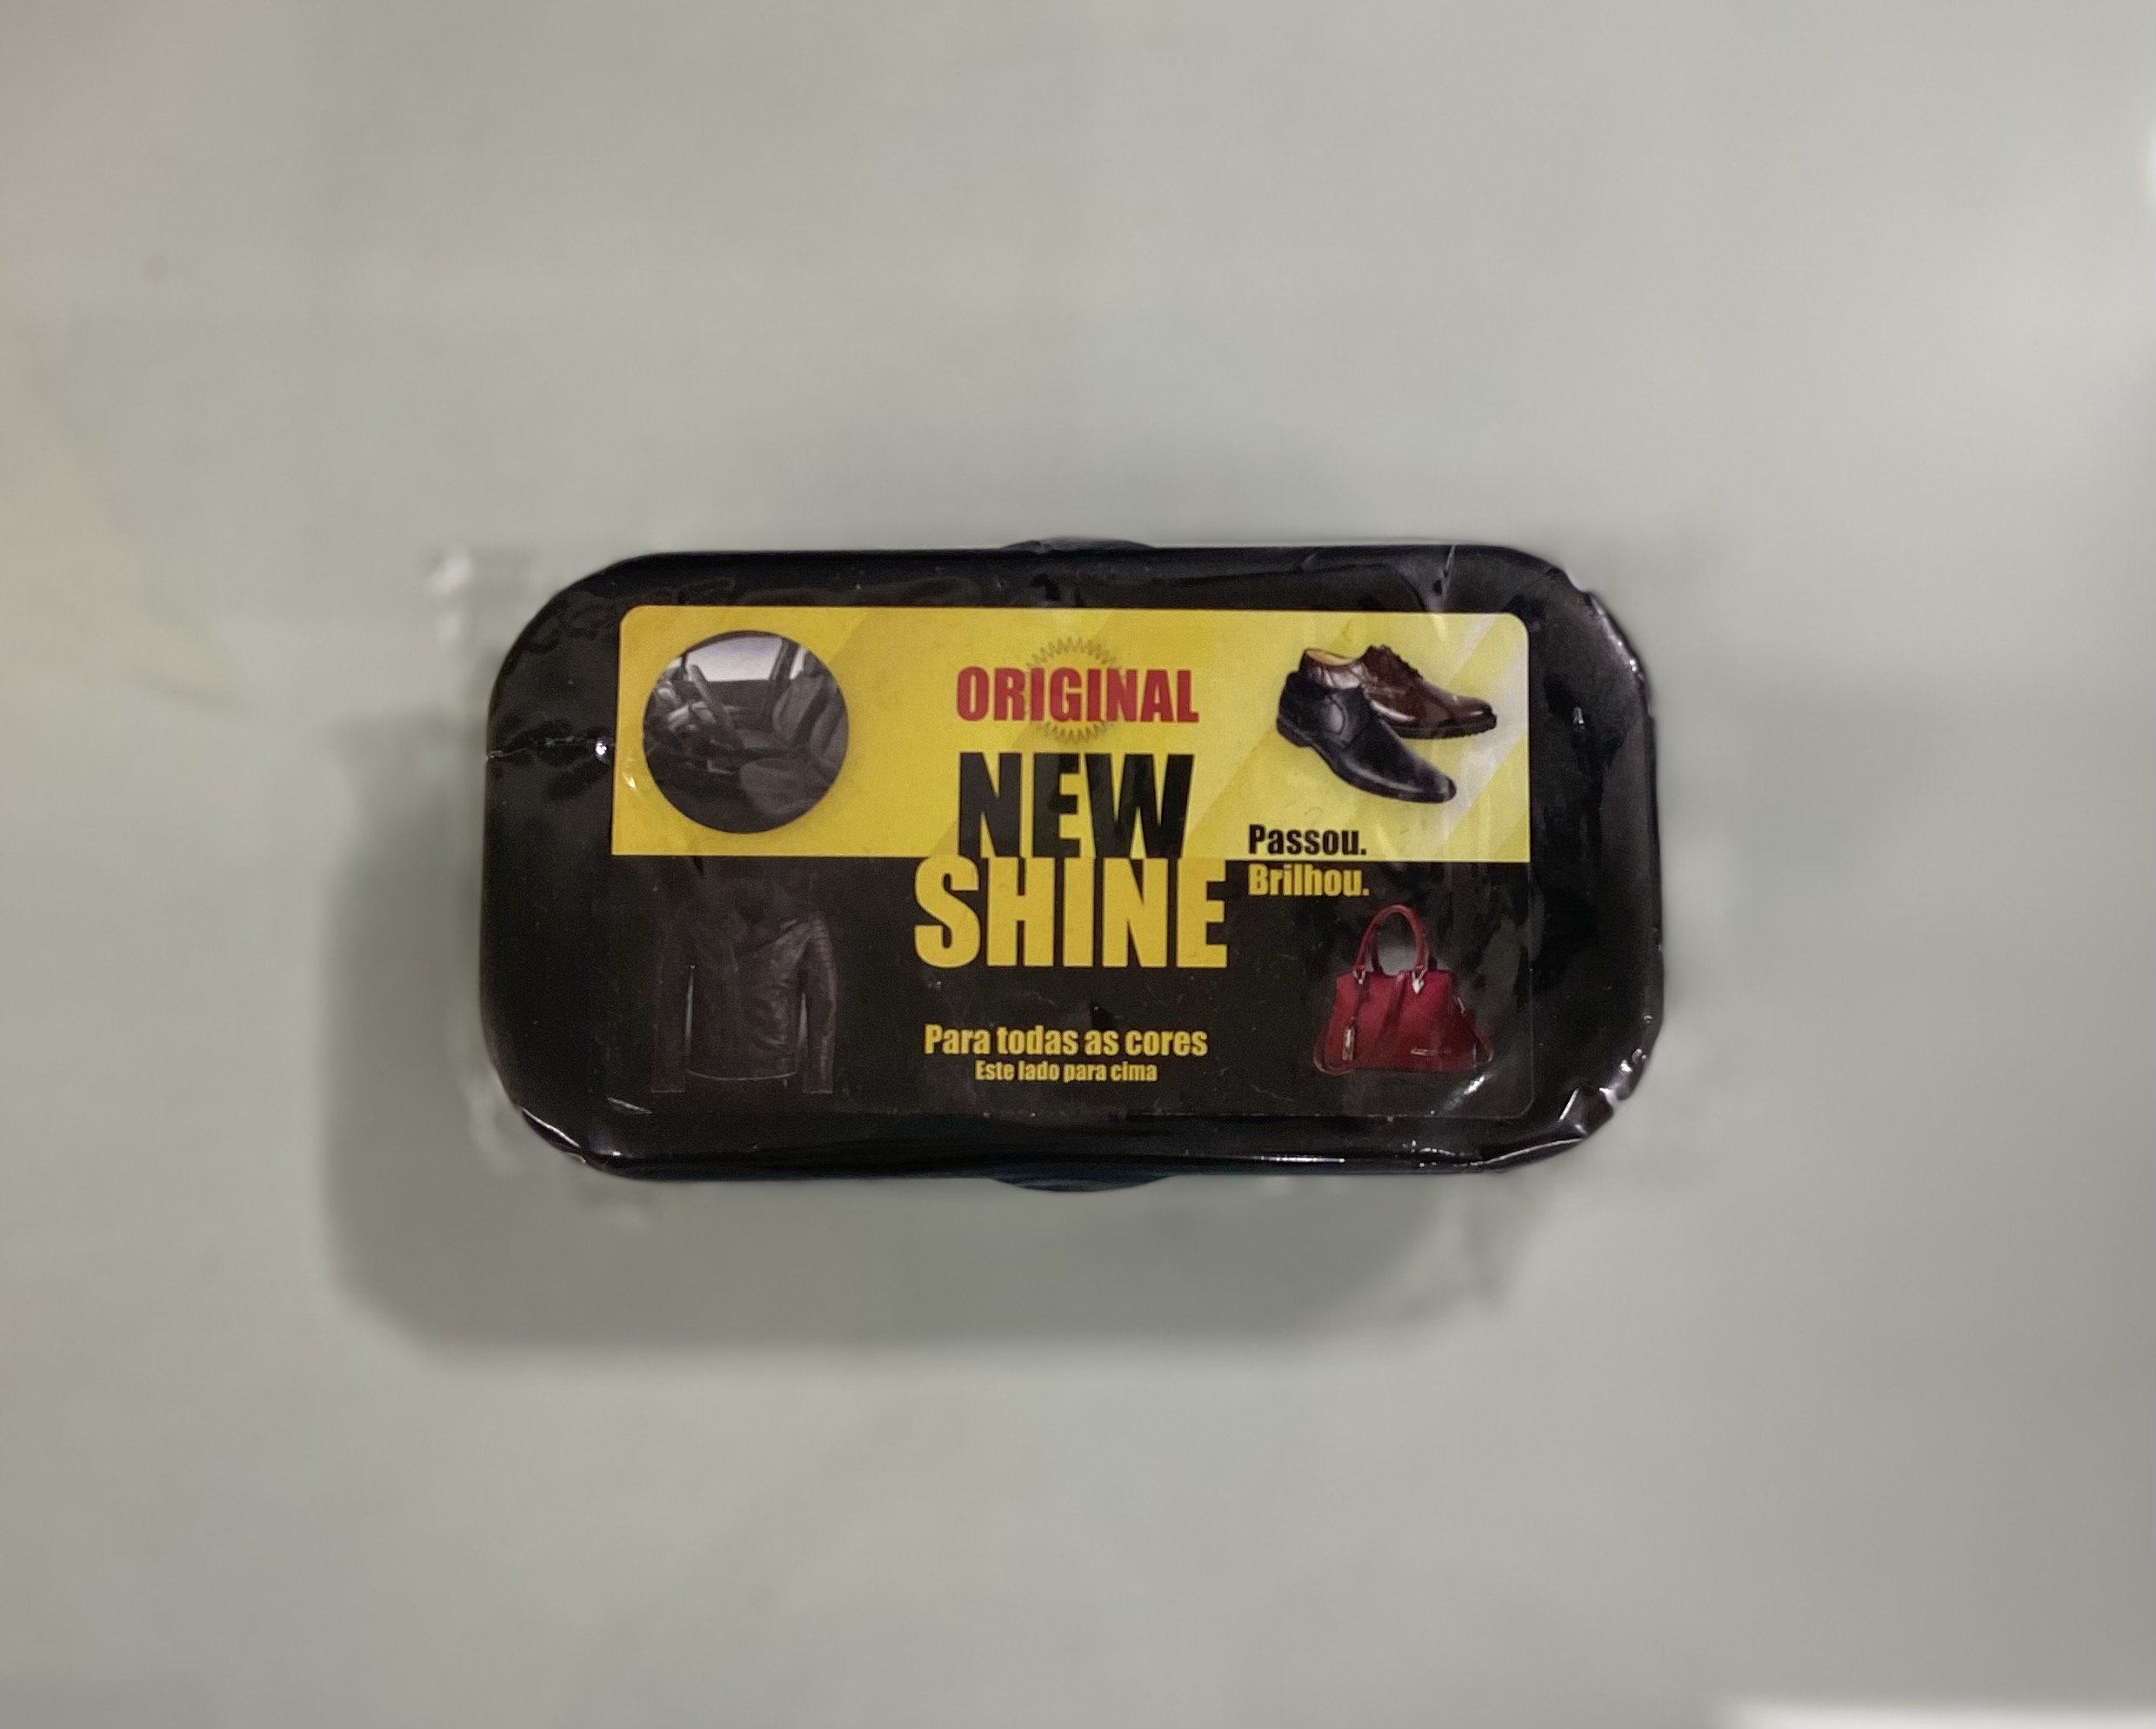 ORIGINAL
NEW
SHINE
Passou.
Brilhou.
Para todas as cores
Este lado para cima